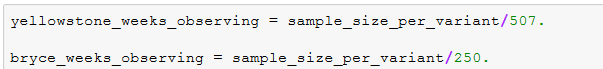 yellowstone_weeks_observing = sample_size_per_variant/507.
bryce_weeks_observing = sample_size_per_variant/250.